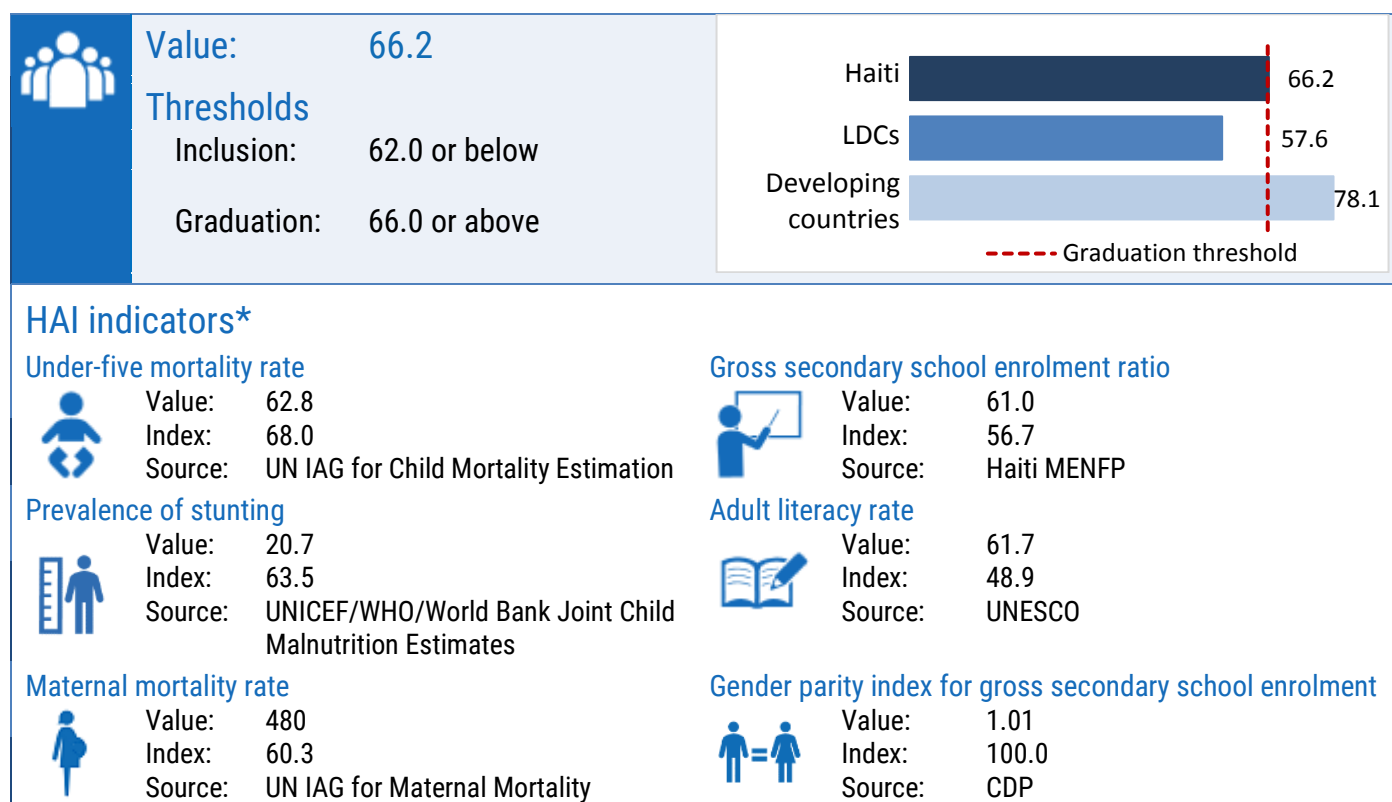 Value: 66.2
Thresholds
Inclusion: 62.0 or below
Graduation: 66.0 or above
Haiti 66.2
LDCs 57.6
Developing
countries 78.1
Graduation threshold
HAI indicators*
Under-five mortality rate
Value: 62.8
Index: 68.0
Source: UN IAG for Child Mortality Estimation
Prevalence of stunting
Value: 20.7
Index: 63.5
Source: UNICEF/WHO/World Bank Joint Child
Malnutrition Estimates
Maternal mortality rate
Value: 480
Index: 60.3
Source: UN IAG for Maternal Mortality
Gross secondary school enrolment ratio
Value: 61.0
Index: 56.7
Source: Haiti MENFP
Adult literacy rate
Value: 61.7
Index: 48.9
Source: UNESCO
Gender parity index for gross secondary school enrolment
Value: 1.01
Index: 100.0
Source: CDP